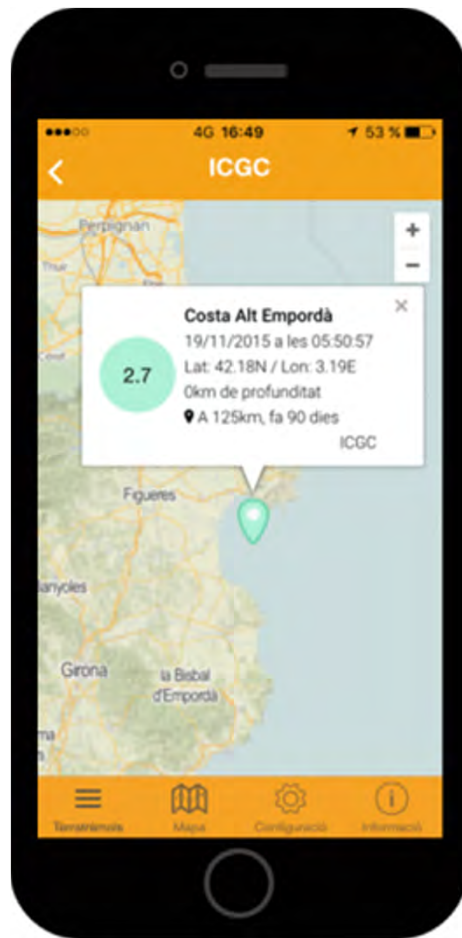 4G 16:49
53 %
ICGC
Perpignan
Thuir
+
−
Costa Alt Empordà
×
19/11/2015 a les 05:50:57
Lat: 42.18N / Lon: 3.19E
2.7
0km de profunditat
A 125km, fa 90 dies
ICGC
Figueres
anyoles
Girona
la Bisbal
d'Empordà
Terratrèmols
Mapa
Configuració
Informació